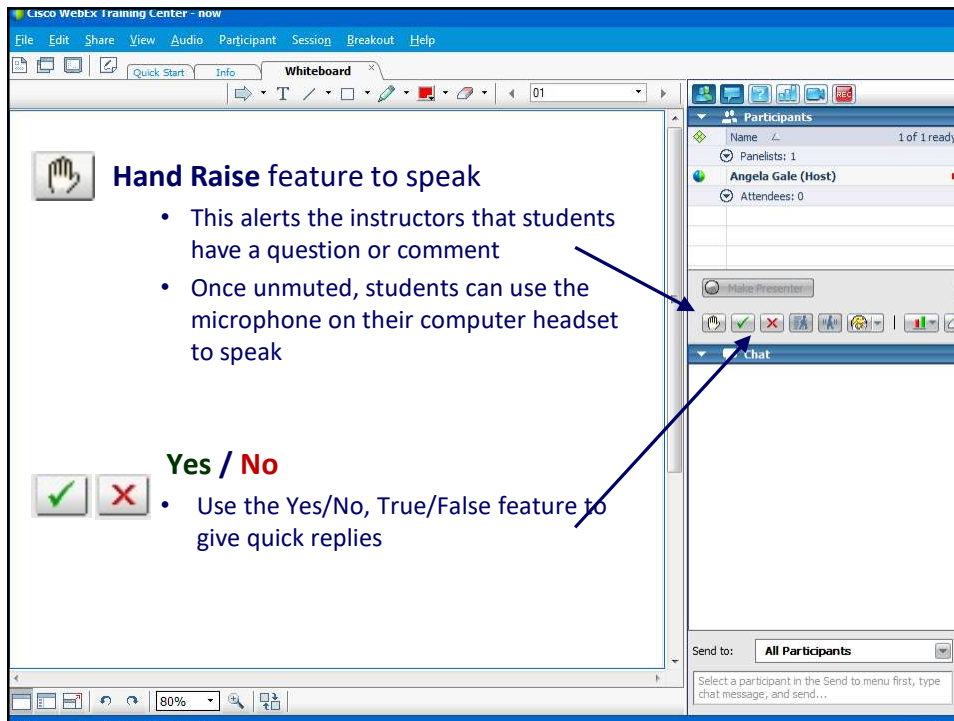 Cisco WebEx Training Center - now
File Edit Share View Audio Participant Session Breakout Help
Quick Start Info Whiteboard
T 01
REC
Participants
Name 1 of 1 ready
Panelists: 1
Angela Gale (Host)
Attendees: 0
Make Presenter
Chat
Hand Raise feature to speak
• This alerts the instructors that students
have a question or comment
• Once unmuted, students can use the
microphone on their computer headset
to speak
Yes / No
• Use the Yes/No, True/False feature to
give quick replies
Send to: All Participants
Select a participant in the Send to menu first, type
chat message, and send...
80%